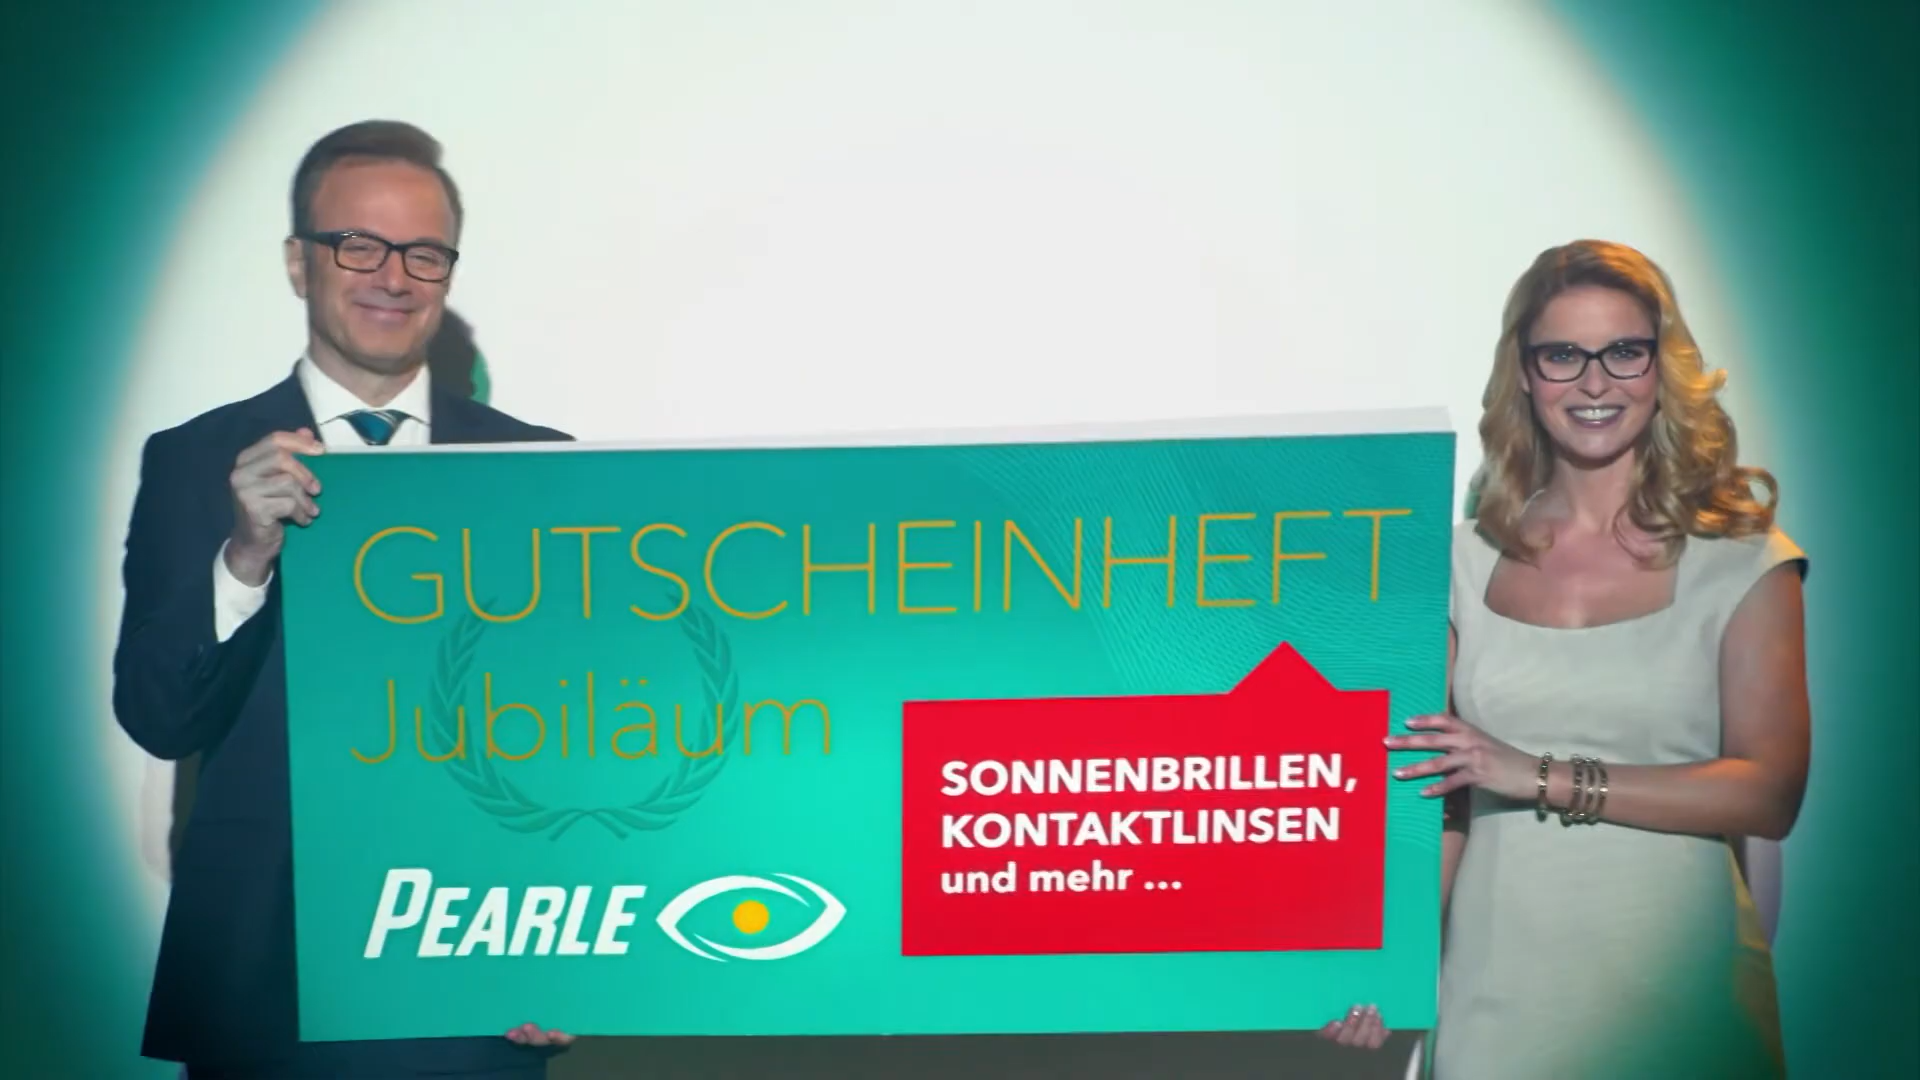 GUTSCHEINHEFT
Jubiläum
SONNENBRILLEN,
KONTAKTLINSEN
und mehr ...
PEARLE